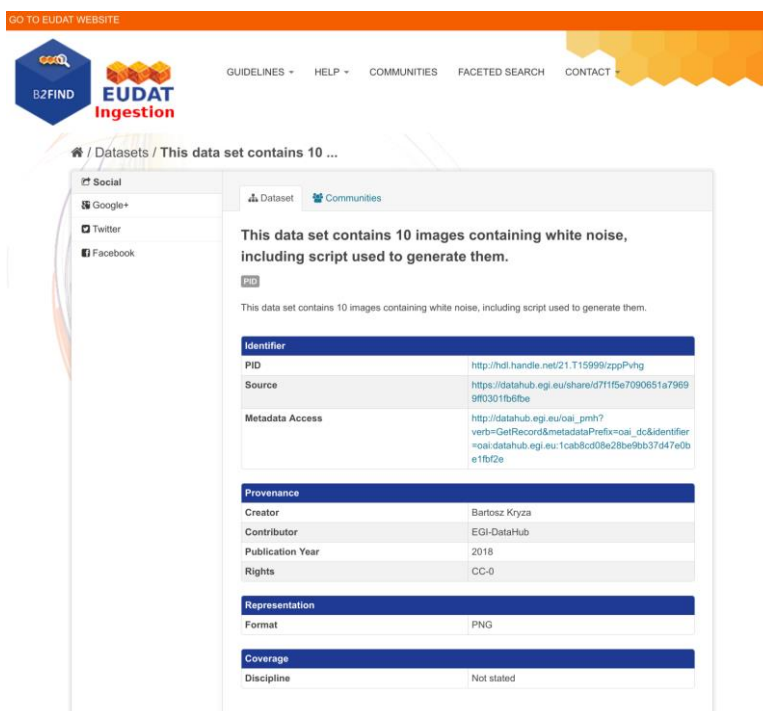 GO TO EUDAT WEBSITE
B2FIND
EUDAT
Ingestion
GUIDELINES HELP COMMUNITIES FACETED SEARCH CONTACT
/ Datasets / This data set contains 10 ...
Social
Google+
Twitter
Facebook
Dataset Communities
This data set contains 10 images containing white noise,
including script used to generate them.
PID
This data set contains 10 images containing white noise, including script used to generate them.
Identifier
PID http://hdl.handle.net/21.T15999/zppPvhg
Source https://datahub.egi.eu/share/d7f1f5e7090651a7969
9ff0301fb6fbe
Metadata Access http://datahub.egi.eu/oai_pmh?
verb=GetRecord&metadataPrefix=oai_dc&identifier
=oai:datahub.egi.eu:1cab8cd08e28be9bb37d47e0b
e1fbf2e
Provenance
Creator Bartosz Kryza
Contributor EGI-DataHub
Publication Year 2018
Rights CC-0
Representation
Format PNG
Coverage
Discipline Not stated